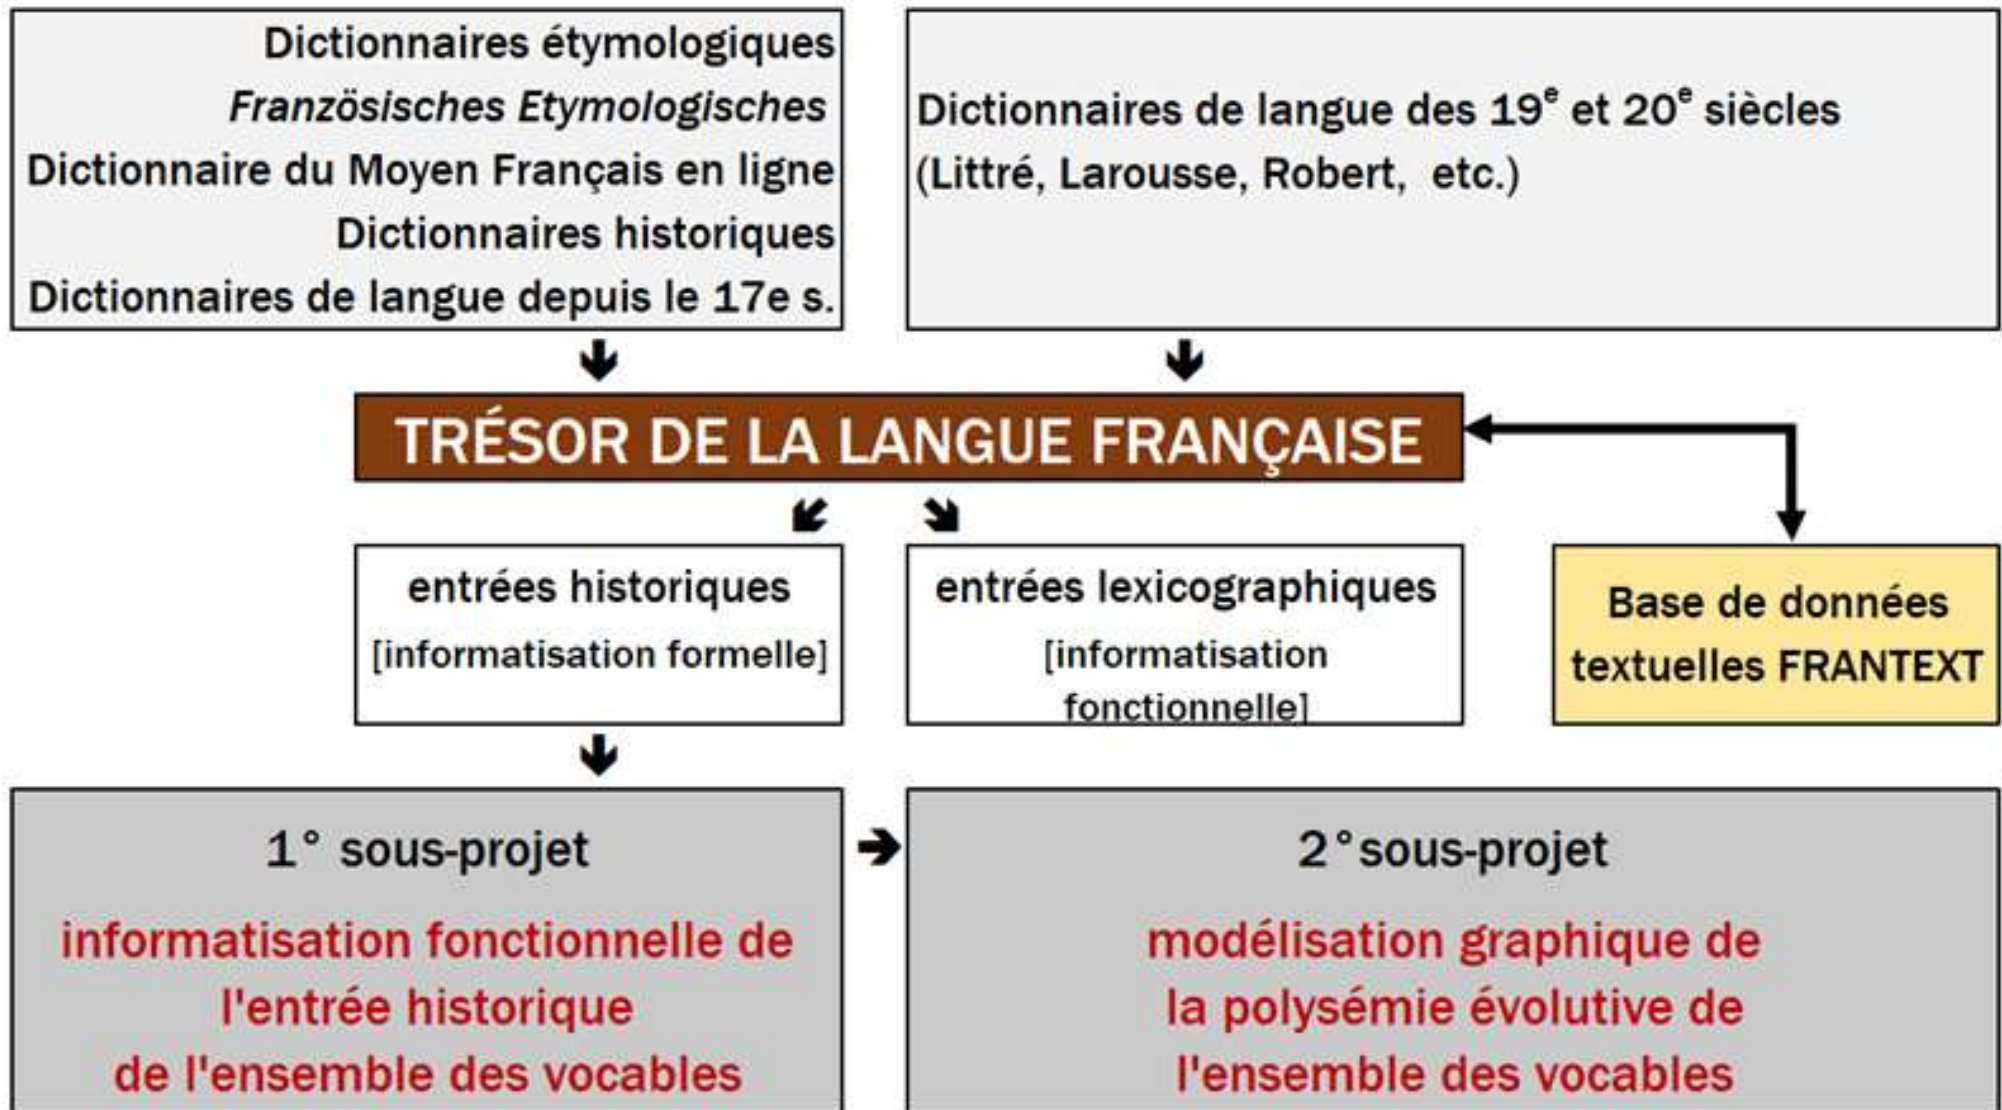 Dictionnaires étymologiques
Französisches Etymologisches
Dictionnaire du Moyen Français en ligne
Dictionnaires historiques
Dictionnaires de langue depuis le 17e s.
Dictionnaires de langue des 19e et 20e siècles
(Littré, Larousse, Robert, etc.)
TRÉSOR DE LA LANGUE FRANÇAISE
entrées historiques
[informatisation formelle]
entrées lexicographiques
[informatisation
fonctionnelle]
Base de données
textuelles FRANTEXT
1° sous-projet
informatisation fonctionnelle de
l'entrée historique
de l'ensemble des vocables
2°sous-projet
modélisation graphique de
la polysémie évolutive de
l'ensemble des vocables